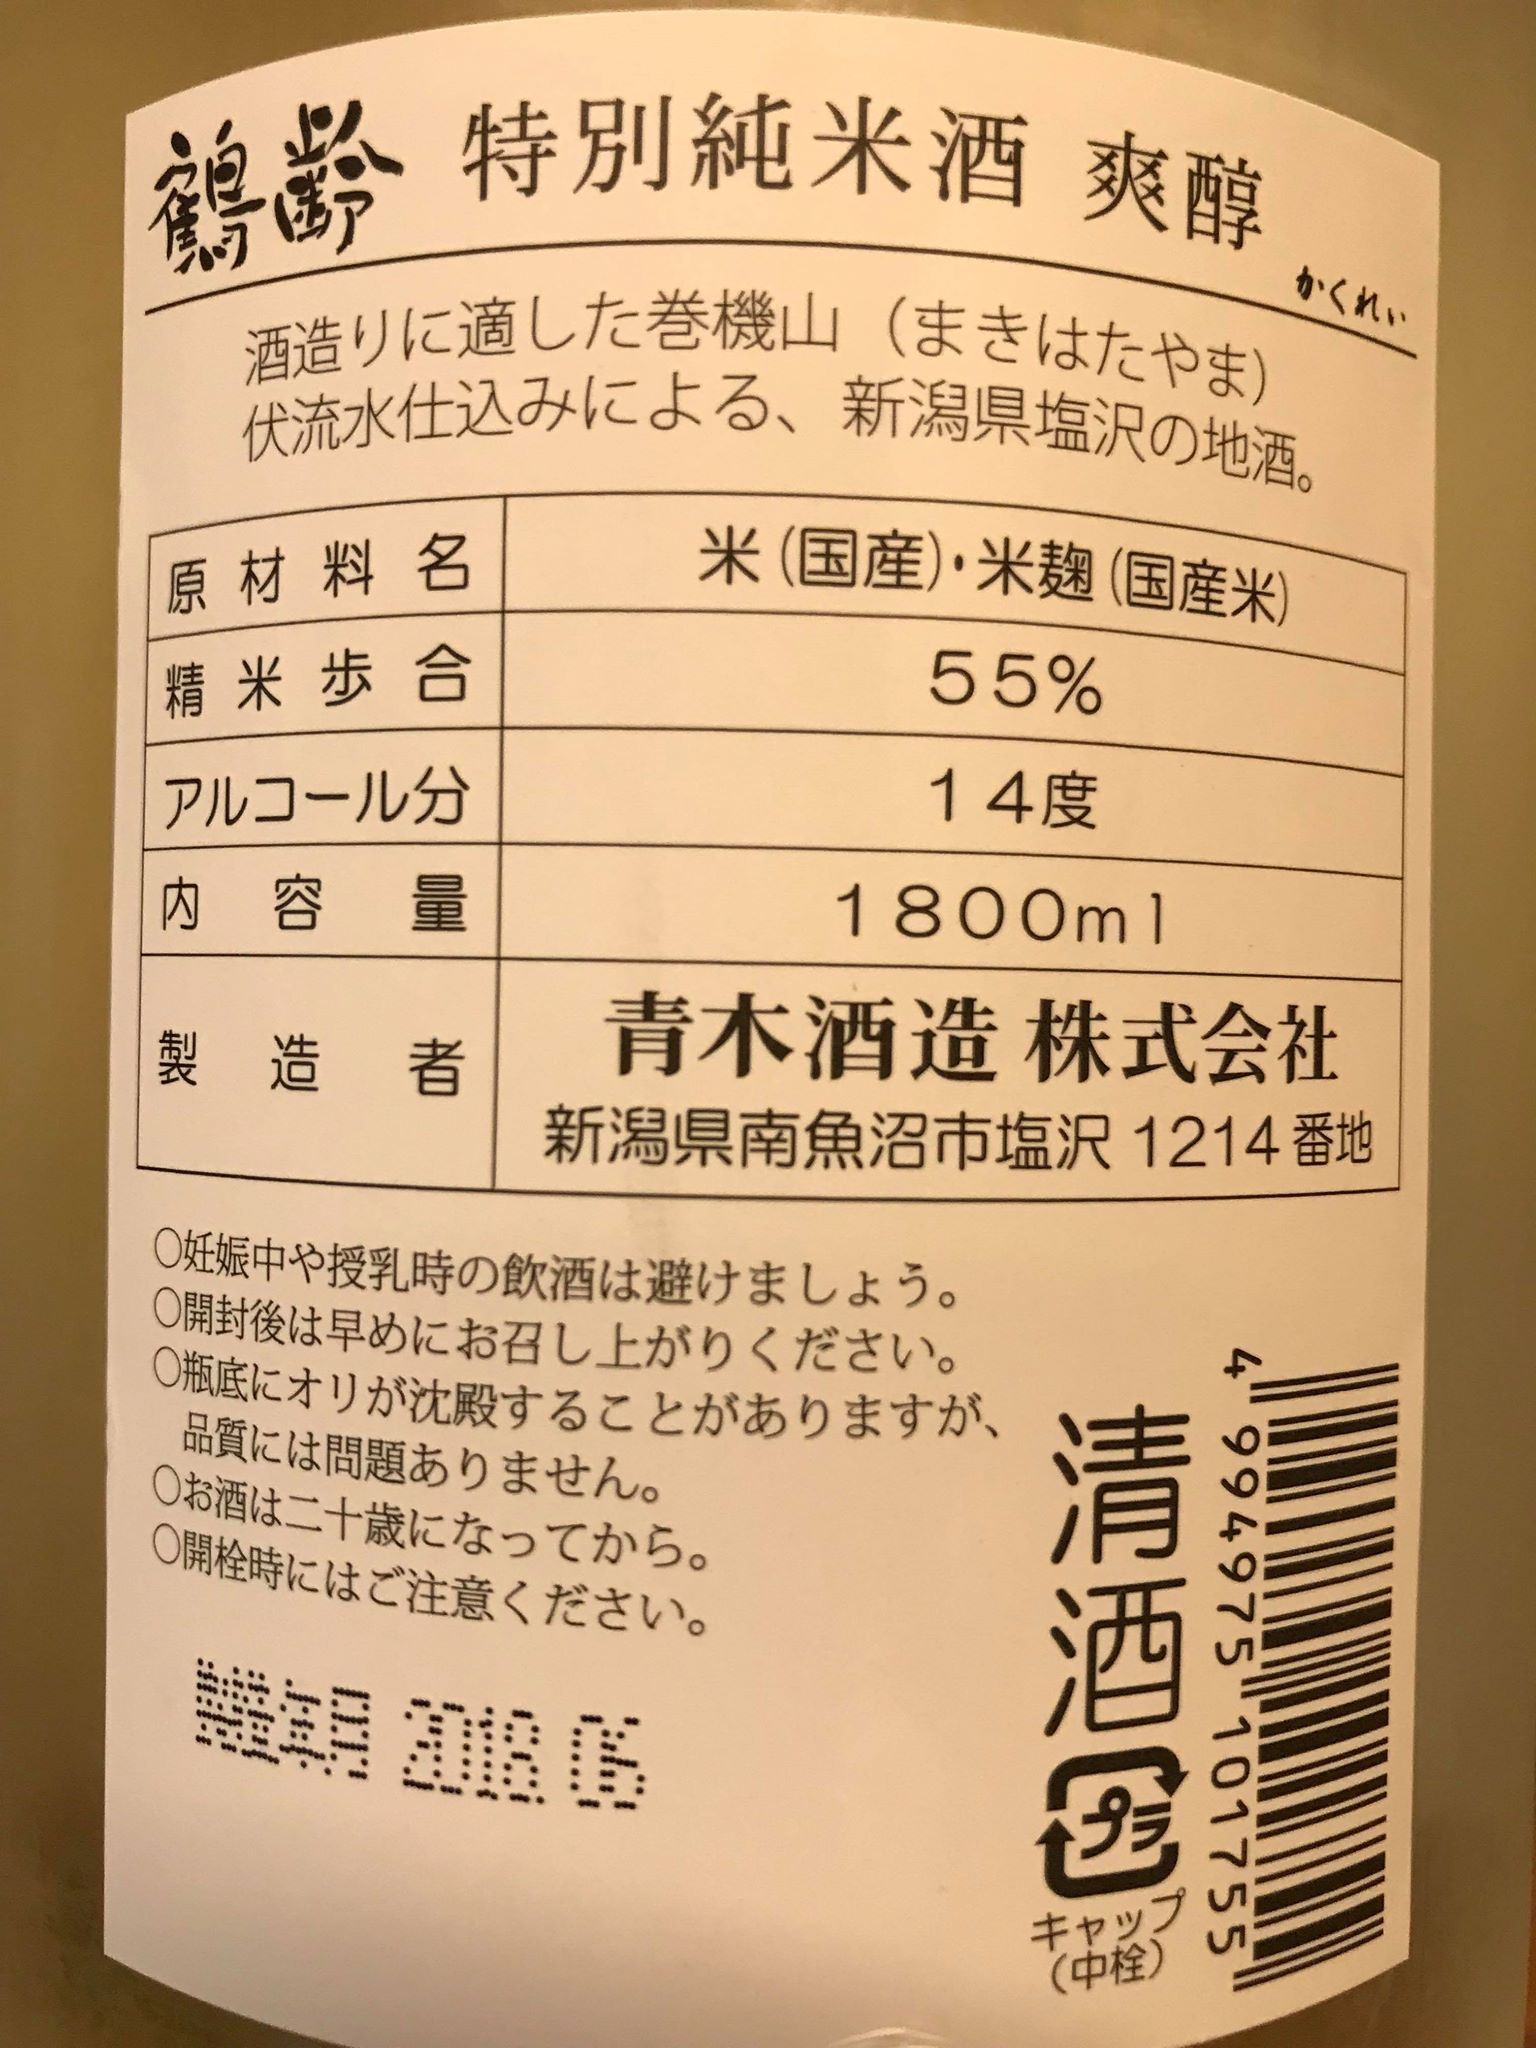 鶴齢 特別純米酒 爽醇
かくれい
酒造りに適した巻機山（まきはたやま）
伏流水仕込みによる、新潟県塩沢の地酒。
原材料名 米(国産)・米麹(国産米)
精米歩合 55%
アルコール分 14度
内容量 1800ml
製造者 青木酒造株式会社
新潟県南魚沼市塩沢1214番地
○妊娠中や授乳時の飲酒は避けましょう。
○開封後は早めにお召し上がりください。
○瓶底にオリが沈殿することがありますが、
品質には問題ありません。
○お酒は二十歳になってから。
○開栓時にはご注意ください。
製造年月 2018.06
清酒
プラ
キャップ
(中栓)
4 994975 101755